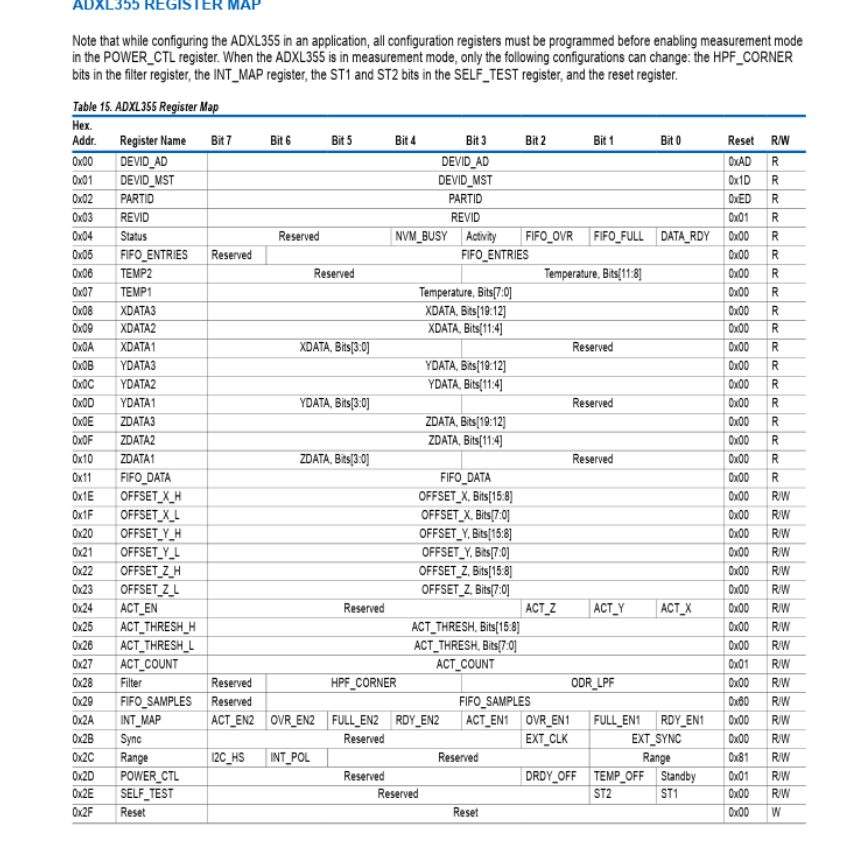 ADXL355 REGISTER MAP
Note that while configuring the ADXL355 in an application, all configuration registers must be programmed before enabling measurement mode
in the POWER_CTL register. When the ADXL355 is in measurement mode, only the following configurations can change: the HPF_CORNER
bits in the filter register, the INT_MAP register, the ST1 and ST2 bits in the SELF_TEST register, and the reset register.
Table 15. ADXL355 Register Map
Hex.
Addr. Register Name Bit 7 Bit 6 Bit 5 Bit 4 Bit 3 Bit 2 Bit 1 Bit 0 Reset R/W
0x00 DEVID_AD DEVID_AD 0xAD R
0x01 DEVID_MST DEVID_MST 0x1D R
0x02 PARTID PARTID 0xED R
0x03 REVID REVID 0x01 R
0x04 Status Reserved NVM_BUSY Activity FIFO_OVR FIFO_FULL DATA_RDY 0x00 R
0x05 FIFO_ENTRIES Reserved FIFO_ENTRIES 0x00 R
0x06 TEMP2 Reserved Temperature, Bits[11:8] 0x00 R
0x07 TEMP1 Temperature, Bits[7:0] 0x00 R
0x08 XDATA3 XDATA, Bits[19:12] 0x00 R
0x09 XDATA2 XDATA, Bits[11:4] 0x00 R
0x0A XDATA1 XDATA, Bits[3:0] Reserved 0x00 R
0x0B YDATA3 YDATA, Bits[19:12] 0x00 R
0x0C YDATA2 YDATA, Bits[11:4] 0x00 R
0x0D YDATA1 YDATA, Bits[3:0] Reserved 0x00 R
0x0E ZDATA3 ZDATA, Bits[19:12] 0x00 R
0x0F ZDATA2 ZDATA, Bits[11:4] 0x00 R
0x10 ZDATA1 ZDATA, Bits[3:0] Reserved 0x00 R
0x11 FIFO_DATA FIFO_DATA 0x00 R
0x1E OFFSET_X_H OFFSET_X, Bits[15:8] 0x00 R/W
0x1F OFFSET_X_L OFFSET_X, Bits[7:0] 0x00 R/W
0x20 OFFSET_Y_H OFFSET_Y, Bits[15:8] 0x00 R/W
0x21 OFFSET_Y_L OFFSET_Y, Bits[7:0] 0x00 R/W
0x22 OFFSET_Z_H OFFSET_Z, Bits[15:8] 0x00 R/W
0x23 OFFSET_Z_L OFFSET_Z, Bits[7:0] 0x00 R/W
0x24 ACT_EN Reserved ACT_Z ACT_Y ACT_X 0x00 R/W
0x25 ACT_THRESH_H ACT_THRESH, Bits[15:8] 0x00 R/W
0x26 ACT_THRESH_L ACT_THRESH, Bits[7:0] 0x00 R/W
0x27 ACT_COUNT ACT_COUNT 0x01 R/W
0x28 Filter Reserved HPF_CORNER ODR_LPF 0x00 R/W
0x29 FIFO_SAMPLES Reserved FIFO_SAMPLES 0x60 R/W
0x2A INT_MAP ACT_EN2 OVR_EN2 FULL_EN2 RDY_EN2 ACT_EN1 OVR_EN1 FULL_EN1 RDY_EN1 0x00 R/W
0x2B Sync Reserved EXT_CLK EXT_SYNC 0x00 R/W
0x2C Range I2C_HS INT_POL Reserved Range 0x81 R/W
0x2D POWER_CTL Reserved DRDY_OFF TEMP_OFF Standby 0x01 R/W
0x2E SELF_TEST Reserved ST2 ST1 0x00 R/W
0x2F Reset Reset 0x00 W